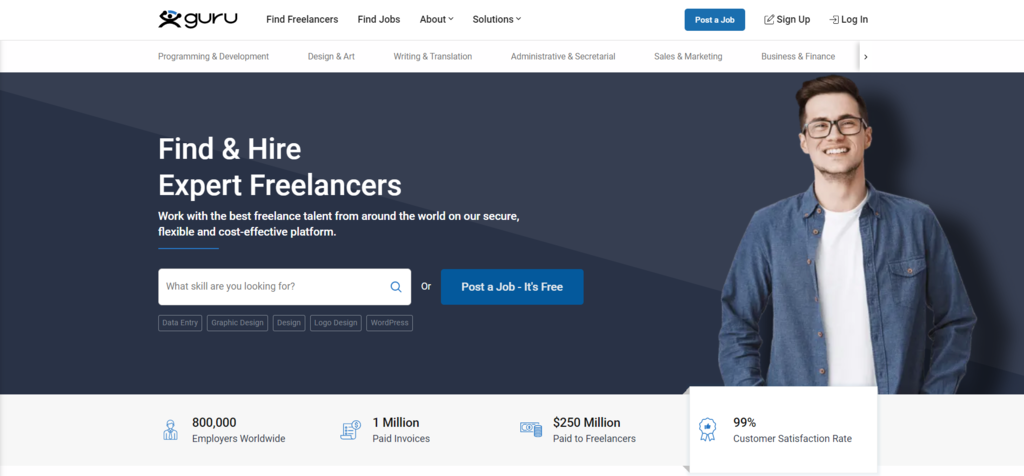 guru
Find Freelancers
Find Jobs
About
Solutions
Post a Job
Sign Up
Log In
Programming & Development
Design & Art
Writing & Translation
Administrative & Secretarial
Sales & Marketing
Business & Finance
Find & Hire
Expert Freelancers
Work with the best freelance talent from around the world on our secure,
flexible and cost-effective platform.
What skill are you looking for?
Or
Post a Job - It's Free
Data Entry
Graphic Design
Design
Logo Design
WordPress
800,000
Employers Worldwide
1 Million
Paid Invoices
$250 Million
Paid to Freelancers
99%
Customer Satisfaction Rate